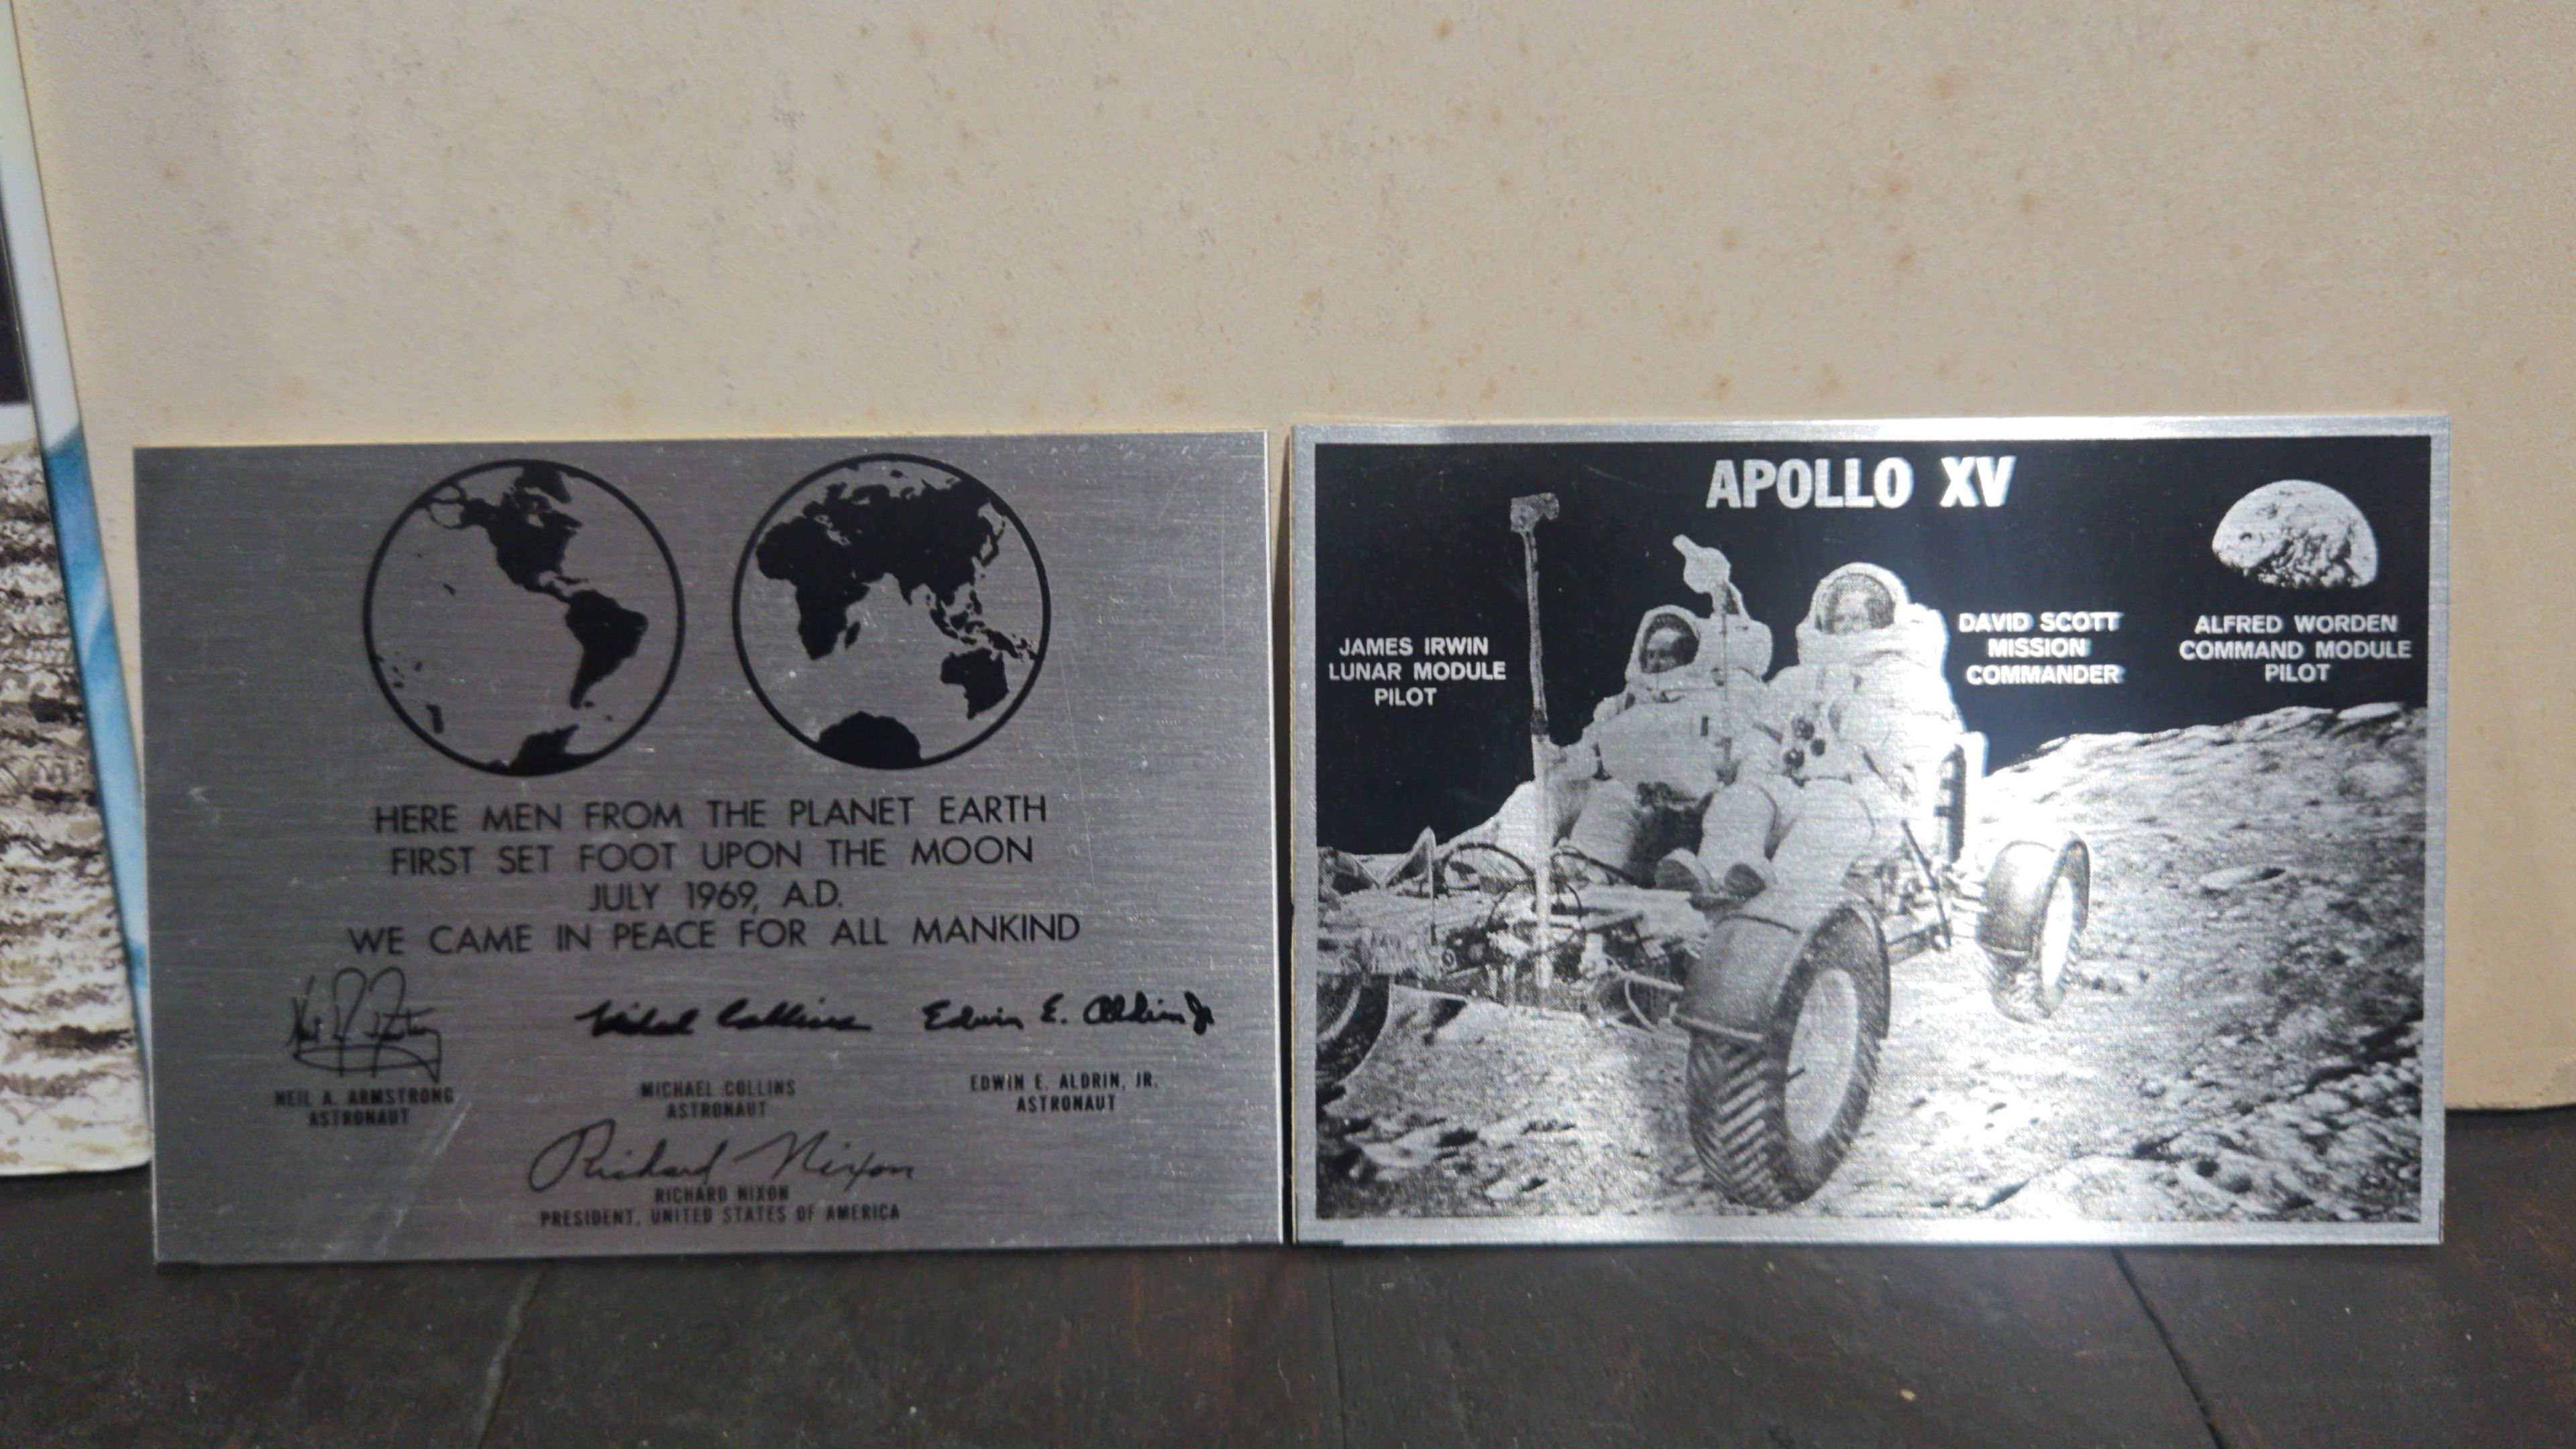 HERE MEN FROM THE PLANET EARTH
FIRST SET FOOT UPON THE MOON
JULY 1969, A.D.
WE CAME IN PEACE FOR ALL MANKIND
Neil A. Armstrong
Michael Collins
Edwin E. Aldrin Jr
NEIL A. ARMSTRONG
ASTRONAUT
MICHAEL COLLINS
ASTRONAUT
EDWIN E. ALDRIN, JR.
ASTRONAUT
Richard Nixon
RICHARD NIXON
PRESIDENT, UNITED STATES OF AMERICA
APOLLO XV
JAMES IRWIN
LUNAR MODULE
PILOT
DAVID SCOTT
MISSION
COMMANDER
ALFRED WORDEN
COMMAND MODULE
PILOT